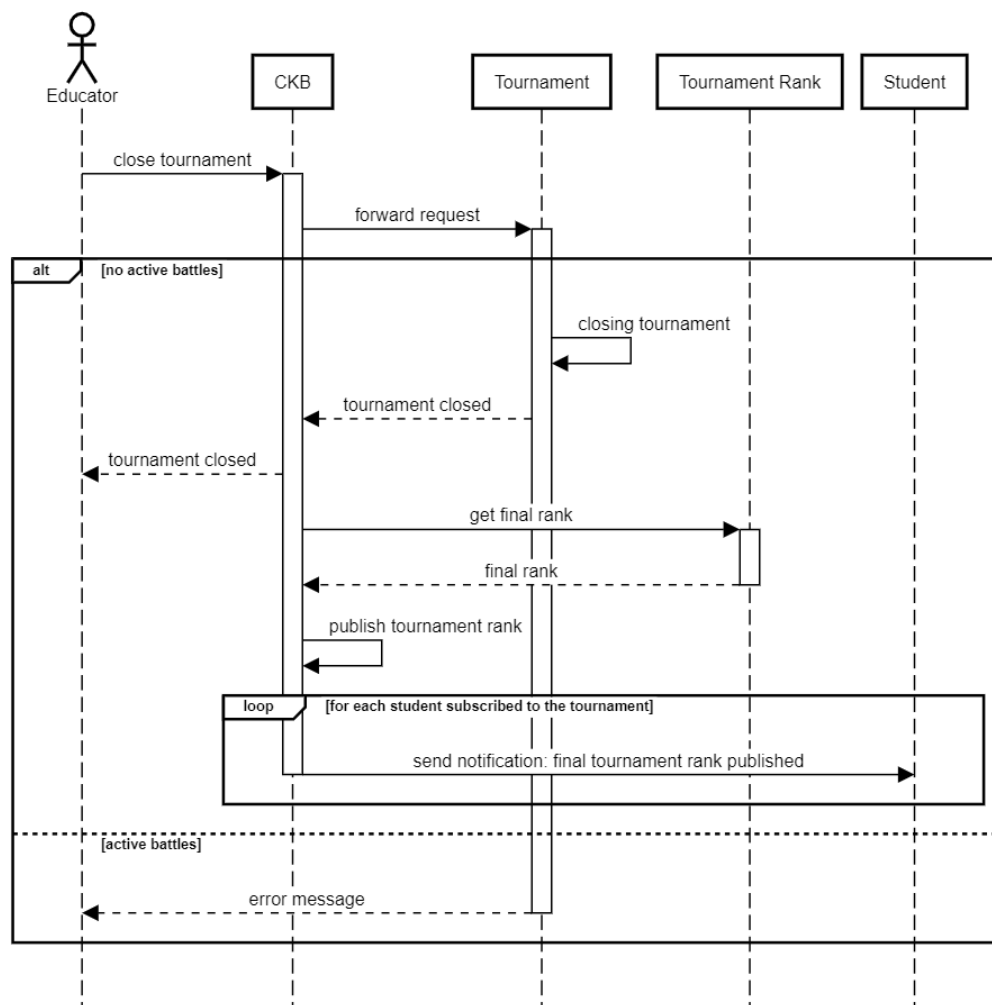 Educator
CKB
Tournament
Tournament Rank
Student
close tournament
forward request
alt
[no active battles]
closing tournament
tournament closed
tournament closed
get final rank
final rank
publish tournament rank
loop
[for each student subscribed to the tournament]
send notification: final tournament rank published
[active battles]
error message